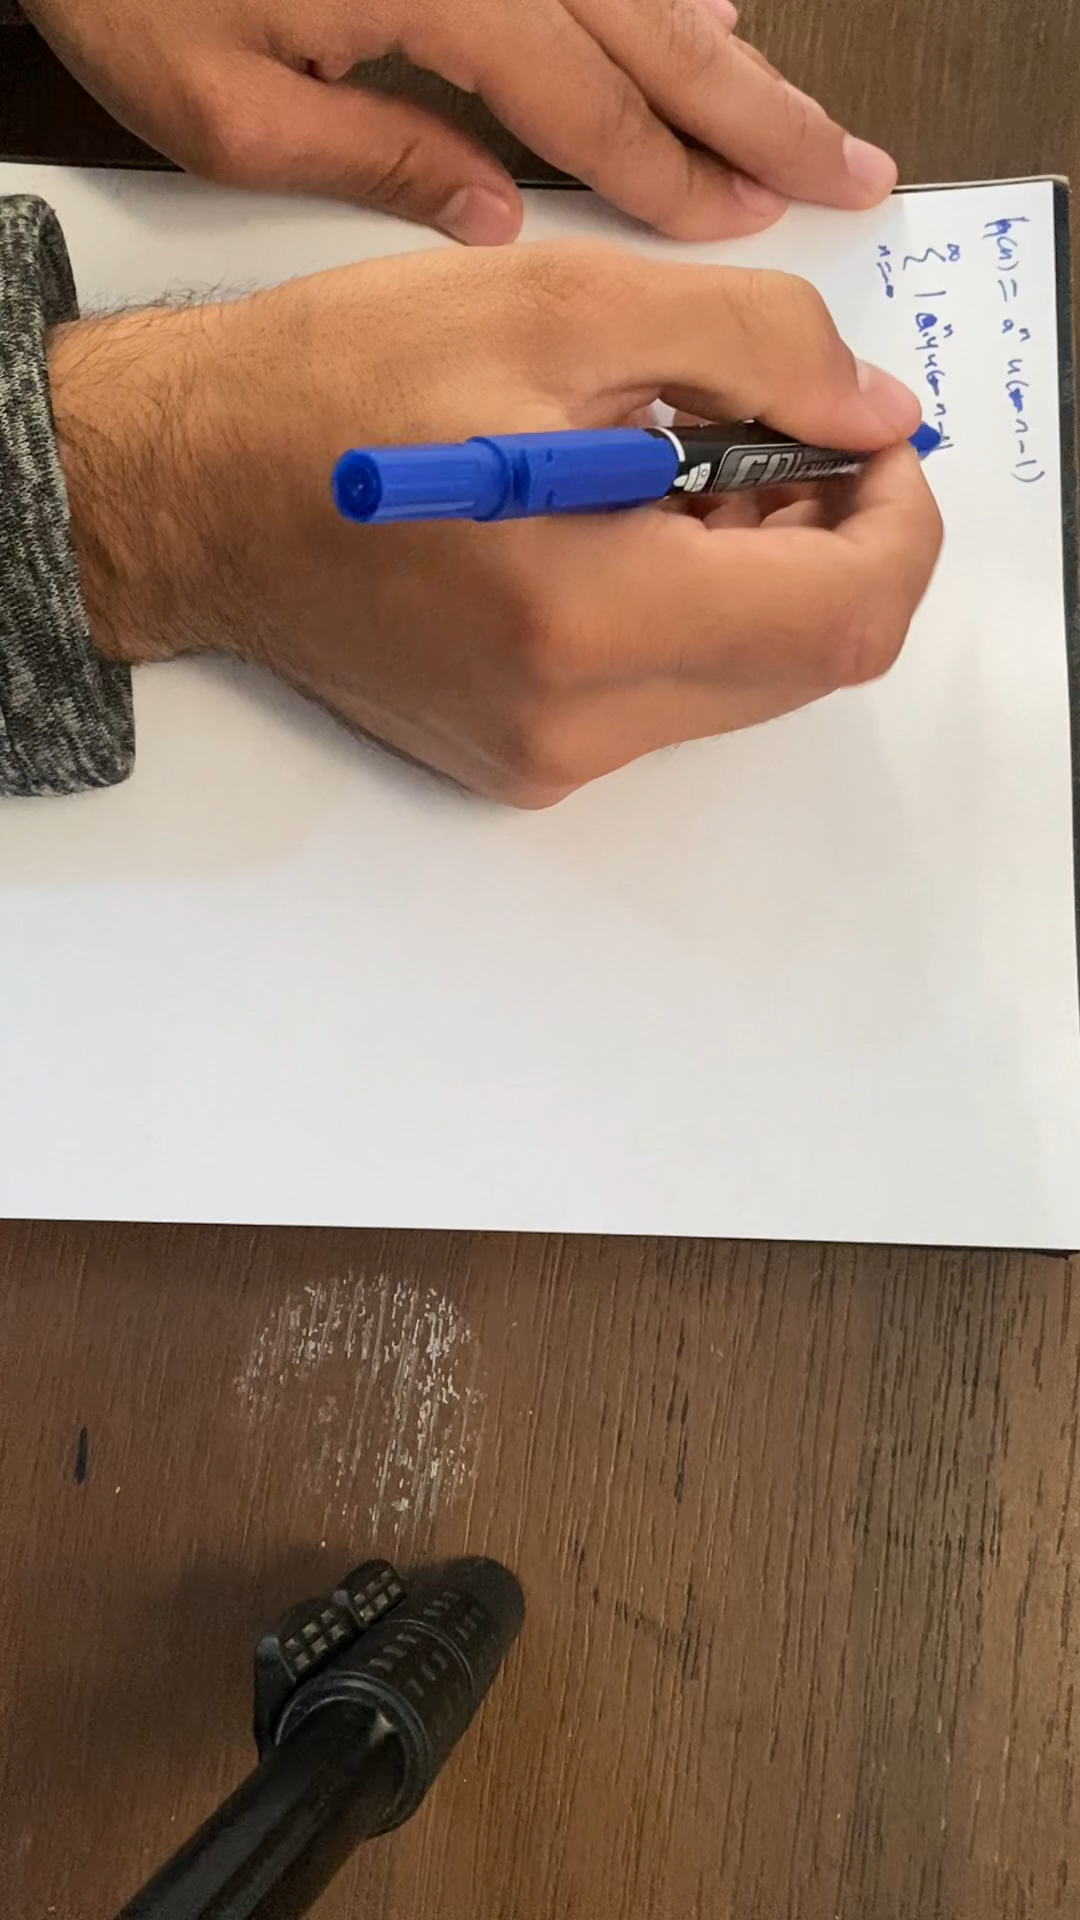 h(n) = aⁿ u(-n-1)
∞
Σ | aⁿ u(-n-1
n=-∞